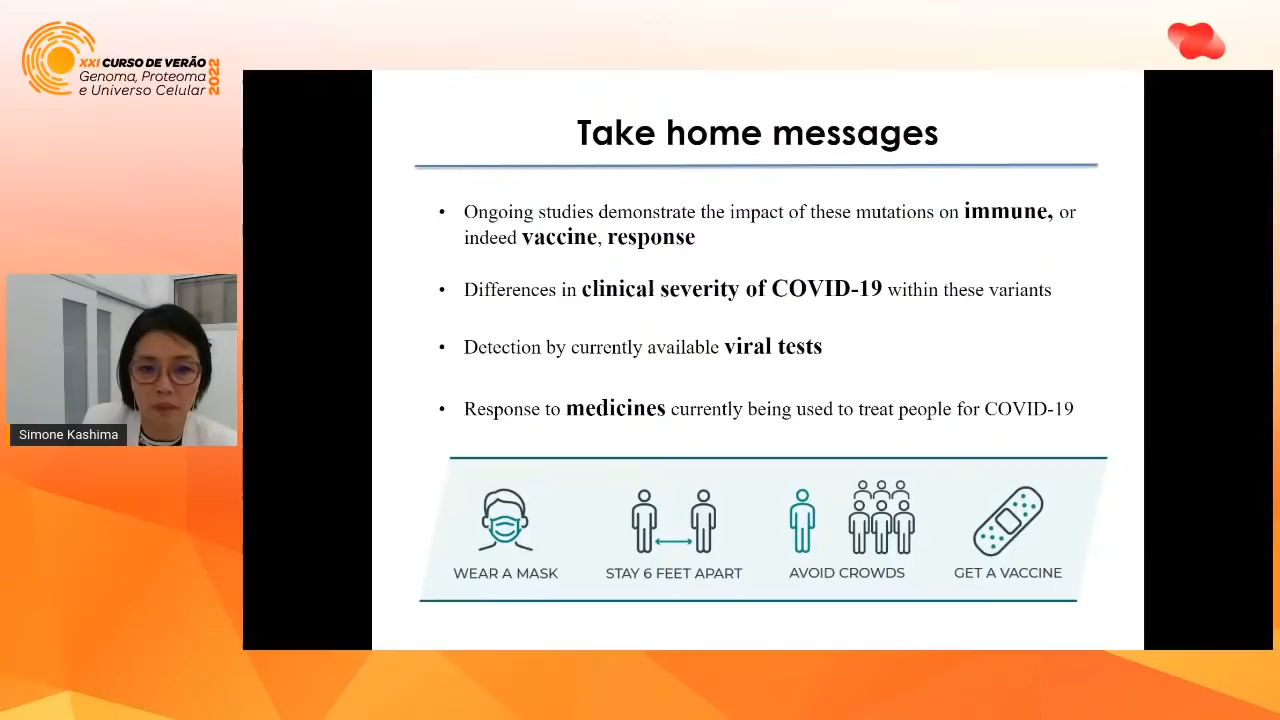 XXI CURSO DE VERÃO
Genoma, Proteoma
e Universo Celular
2022
Take home messages
• Ongoing studies demonstrate the impact of these mutations on immune, or
indeed vaccine, response
• Differences in clinical severity of COVID-19 within these variants
• Detection by currently available viral tests
• Response to medicines currently being used to treat people for COVID-19
Simone Kashima
WEAR A MASK
STAY 6 FEET APART
AVOID CROWDS
GET A VACCINE